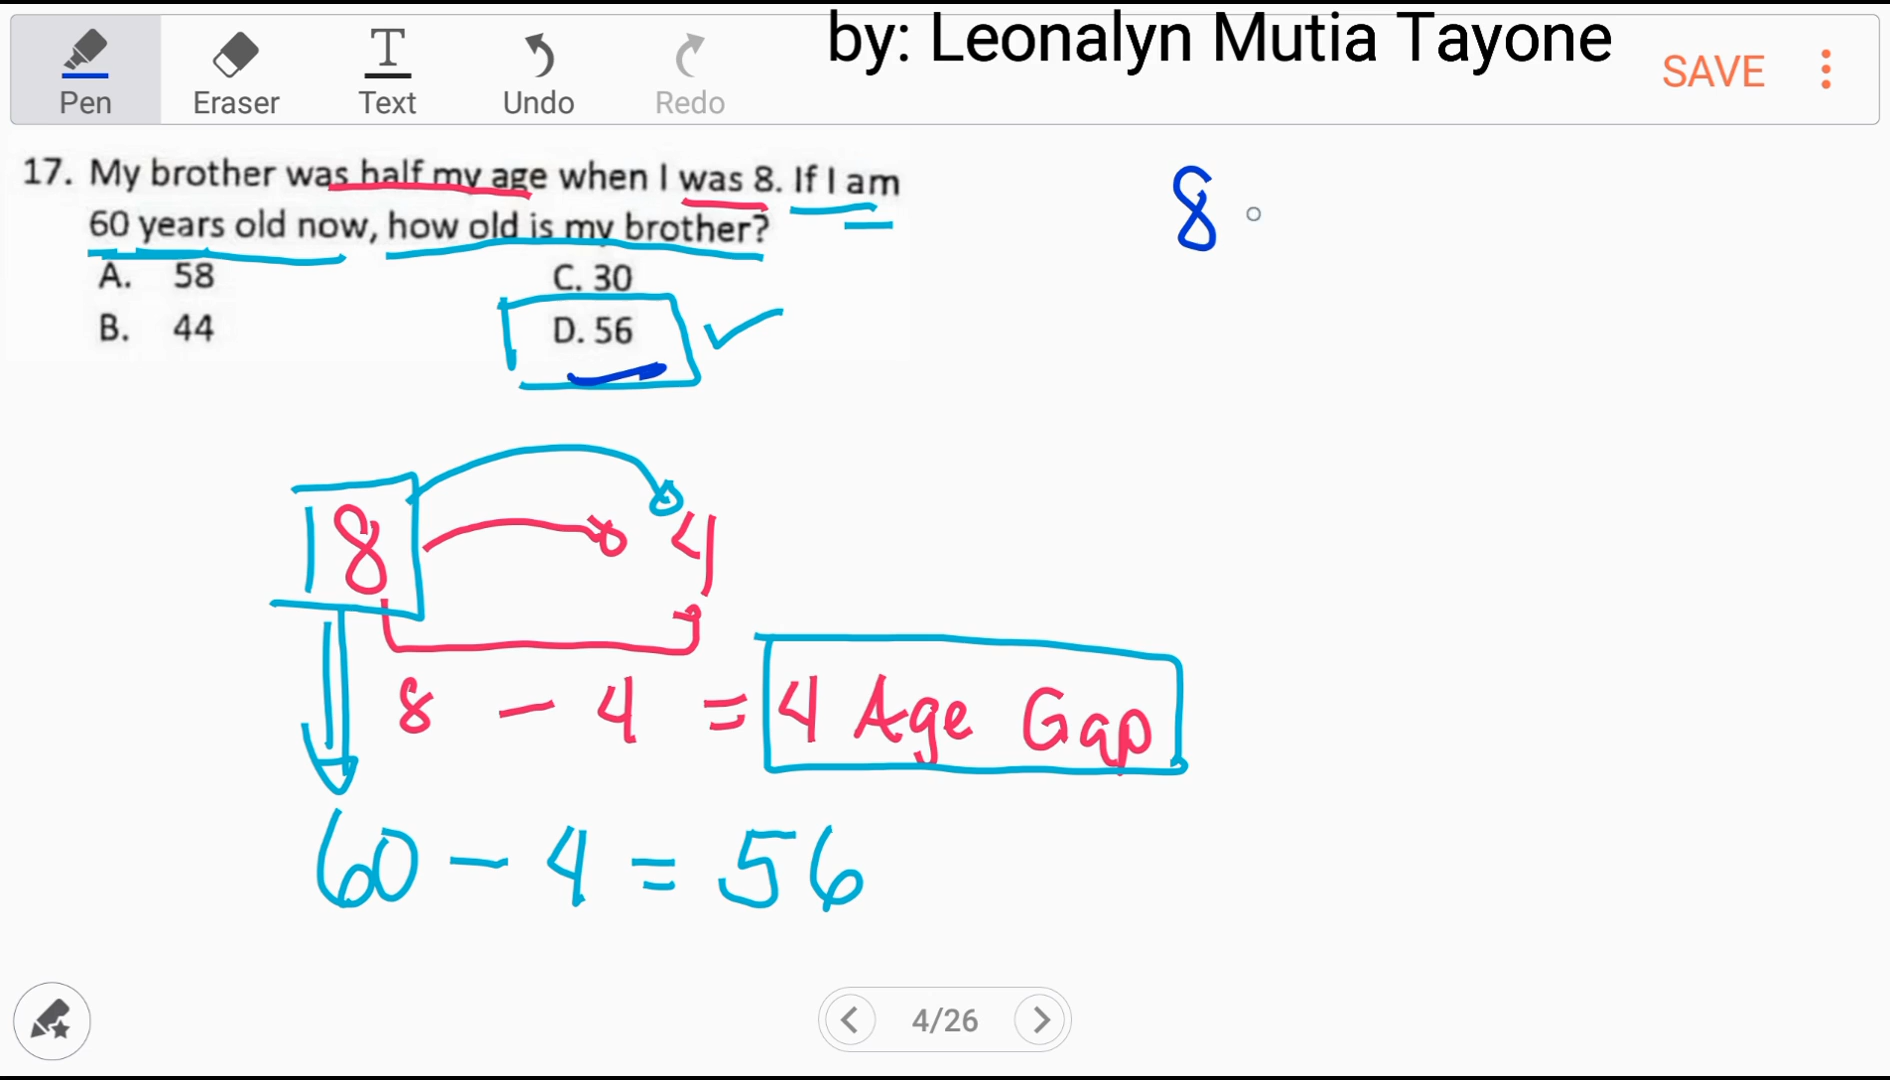 by: Leonalyn Mutia Tayone
Pen Eraser Text Undo Redo SAVE
17. My brother was half my age when I was 8. If I am
60 years old now, how old is my brother?
A. 58 C. 30
B. 44 D. 56
8
8 4
8 - 4 = 4 Age Gap
60 - 4 = 56
4/26